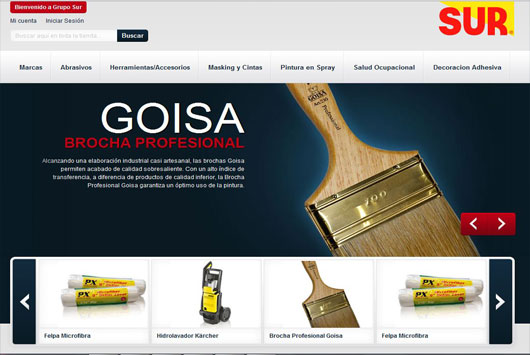 Bienvenido a Grupo Sur
Mi cuenta Iniciar Sesión
Buscar aquí en toda la tienda... Buscar
SUR
Marcas Abrasivos Herramientas/Accesorios Masking y Cintas Pintura en Spray Salud Ocupacional Decoracion Adhesiva
GOISA
BROCHA PROFESIONAL
Alcanzando una elaboración industrial casi artesanal, las brochas Goisa
permiten acabado de calidad sobresaliente. Con un alto índice de
transferencia, a diferencia de productos de calidad inferior, la Brocha
Profesional Goisa garantiza un óptimo uso de la pintura.
GOISA
Professional
100
PX
PX
Felpa Microfibra Hidrolavador Kärcher Brocha Profesional Goisa Felpa Microfibra